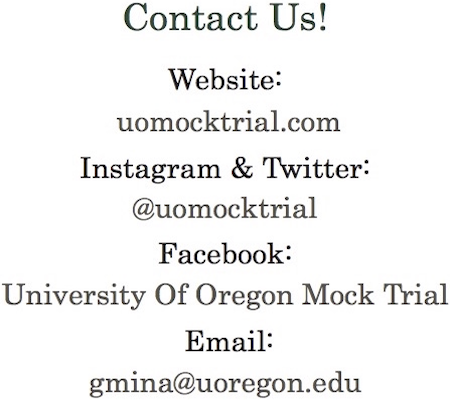 Contact Us!
Website:
uomocktrial.com
Instagram & Twitter:
@uomocktrial
Facebook:
University Of Oregon Mock Trial
Email:
gmina@uoregon.edu